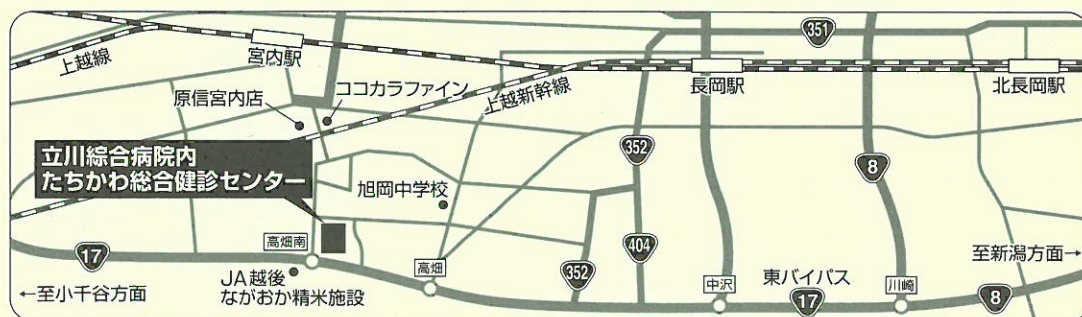 351
宮内駅
上越線
長岡駅
北長岡駅
ココカラファイン
上越新幹線
原信宮内店
352
8
立川綜合病院内
たちかわ総合健診センター
旭岡中学校
高畑南
404
17
高畑
352
至新潟方面→
JA越後
ながおか精米施設
中沢
東バイパス
川崎
←至小千谷方面
17
8